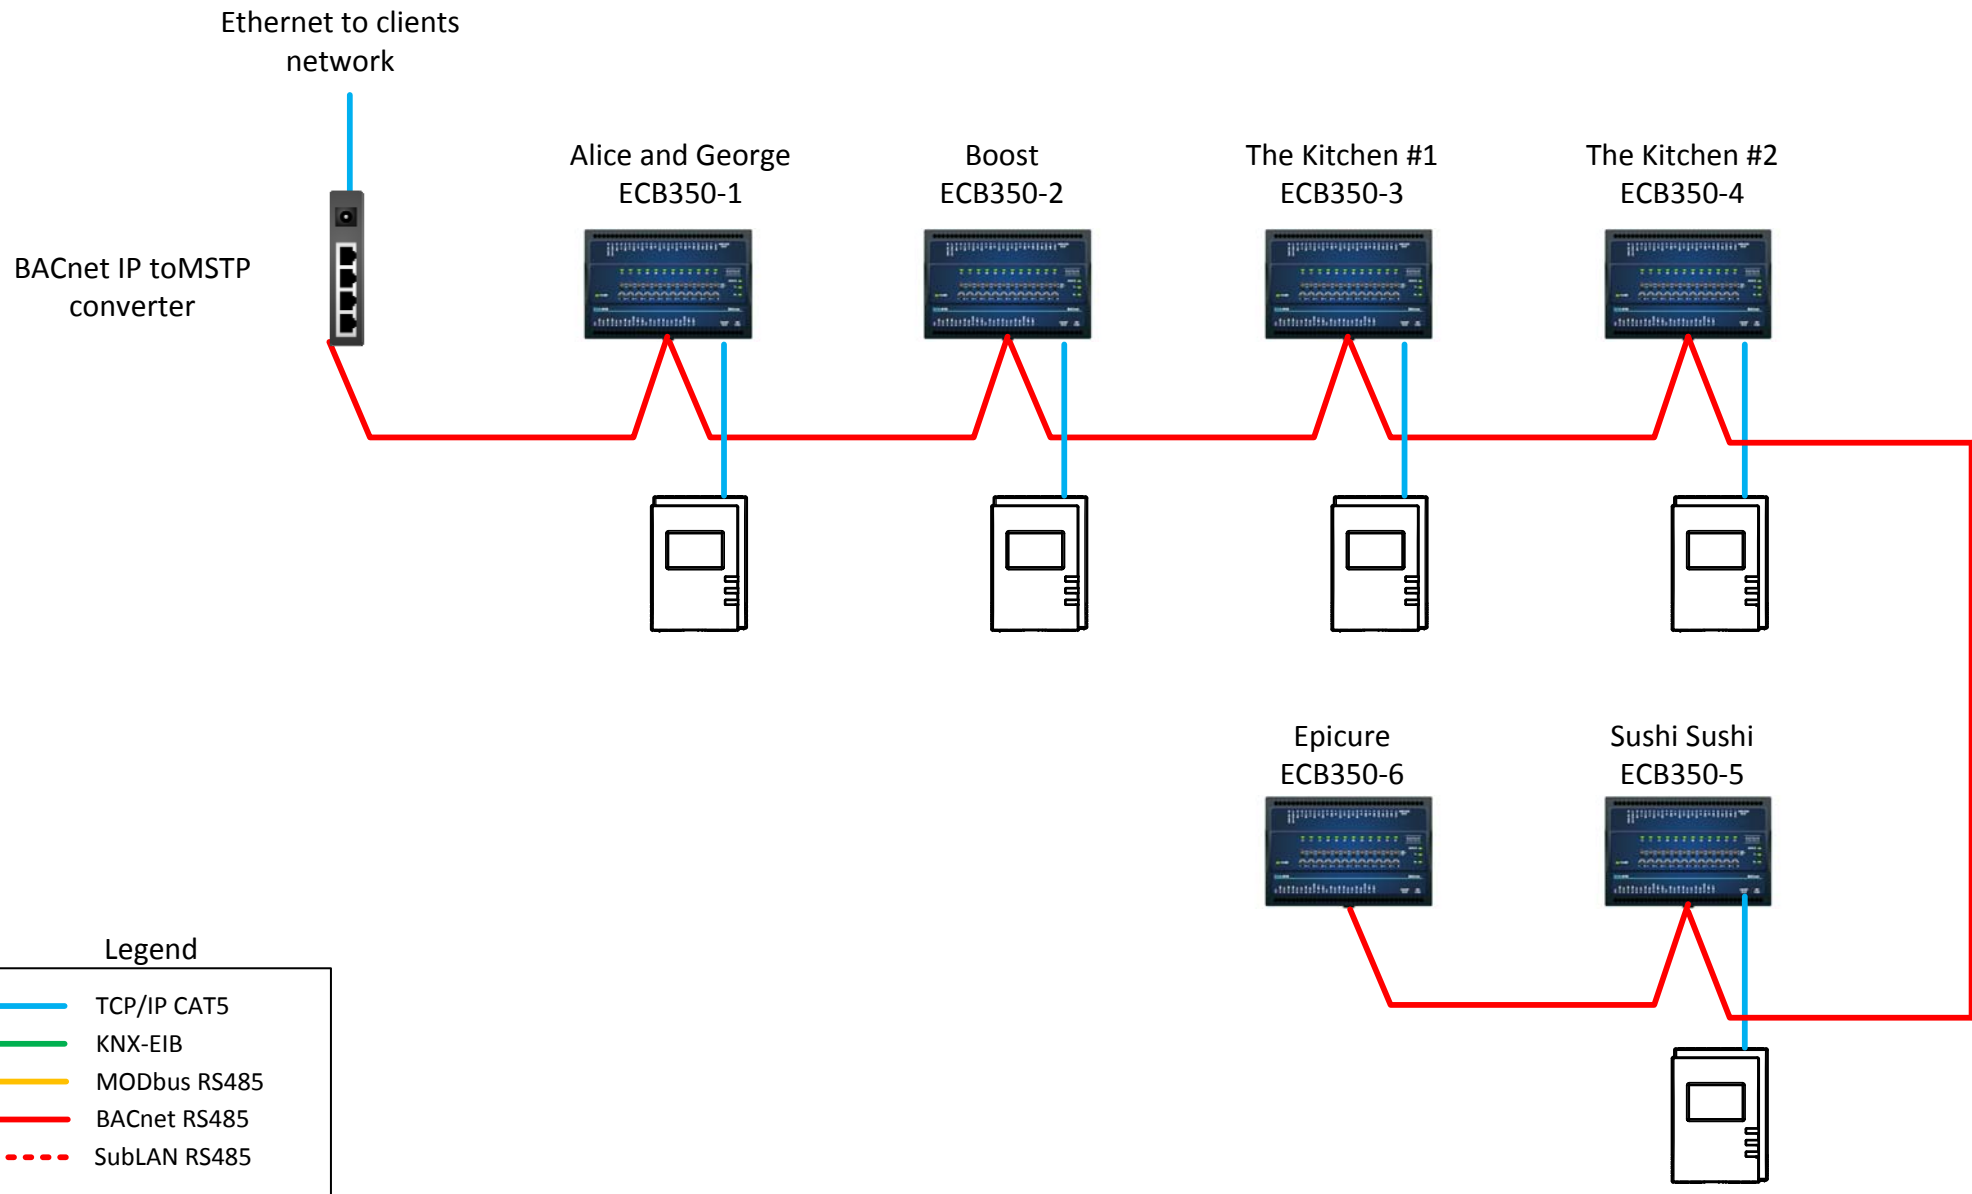 Ethernet to clients
network
BACnet IP toMSTP
converter
Alice and George
ECB350-1
Boost
ECB350-2
The Kitchen #1
ECB350-3
The Kitchen #2
ECB350-4
Epicure
ECB350-6
Sushi Sushi
ECB350-5
Legend
TCP/IP CAT5
KNX-EIB
MODbus RS485
BACnet RS485
SubLAN RS485